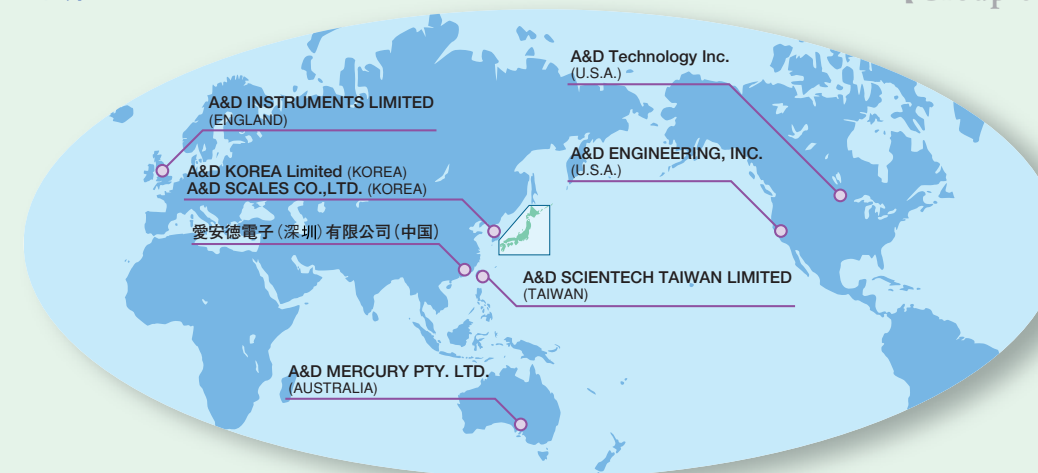 A&D Technology Inc.
(U.S.A.)
A&D INSTRUMENTS LIMITED
(ENGLAND)
A&D ENGINEERING, INC.
(U.S.A.)
A&D KOREA Limited (KOREA)
A&D SCALES CO.,LTD. (KOREA)
愛安德電子(深圳)有限公司(中国)
A&D SCIENTECH TAIWAN LIMITED
(TAIWAN)
A&D MERCURY PTY. LTD.
(AUSTRALIA)